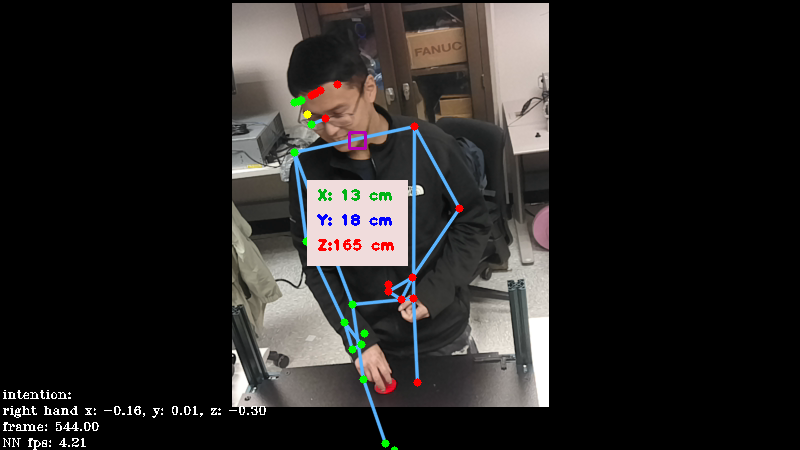 FANUC
X: 13 cm
Y: 18 cm
Z:165 cm
intention:
right hand x: -0.16, y: 0.01, z: -0.30
frame: 544.00
NN fps: 4.21